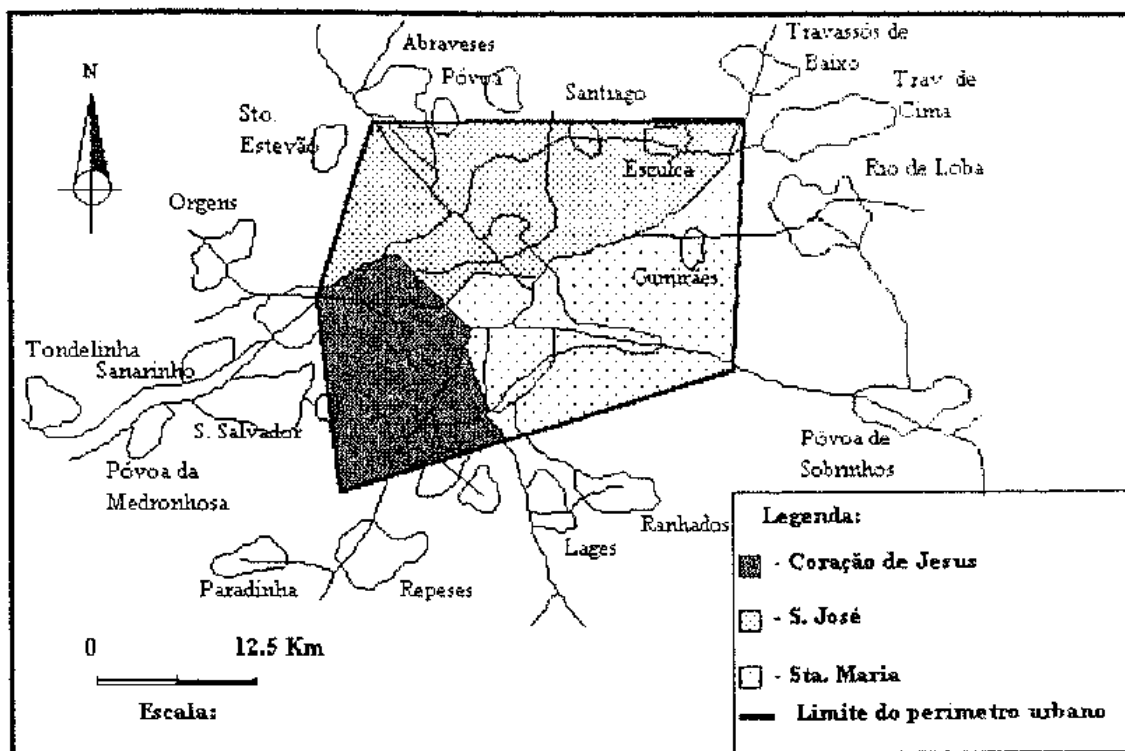 N
Abraveses
Póvoa
Sto.
Estevão
Santiago
Travassós de
Baixo
Trav. de
Cima
Esculca
Rio de Loba
Orgens
Gumirães
Tondelinha
Sanarinho
S. Salvador
Póvoa da
Medronhosa
Póvoa de
Sobrinhos
Ranhados
Lages
Paradinha
Repeses
0 12.5 Km
Escala:
Legenda:
- Coração de Jesus
- S. José
- Sta. Maria
Limite do perimetro urbano